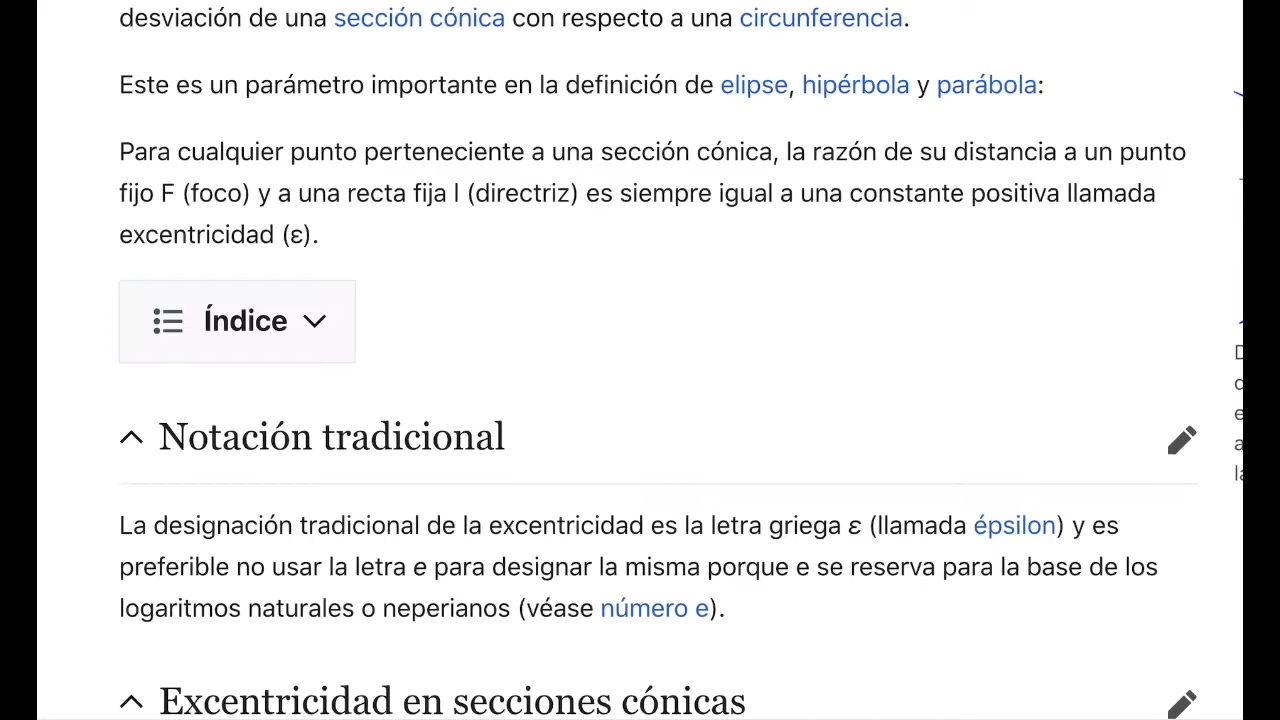 desviación de una sección cónica con respecto a una circunferencia.
Este es un parámetro importante en la definición de elipse, hipérbola y parábola:
Para cualquier punto perteneciente a una sección cónica, la razón de su distancia a un punto
fijo F (foco) y a una recta fija l (directriz) es siempre igual a una constante positiva llamada
excentricidad (ε).
Índice
Notación tradicional
La designación tradicional de la excentricidad es la letra griega ε (llamada épsilon) y es
preferible no usar la letra e para designar la misma porque e se reserva para la base de los
logaritmos naturales o neperianos (véase número e).
Excentricidad en secciones cónicas